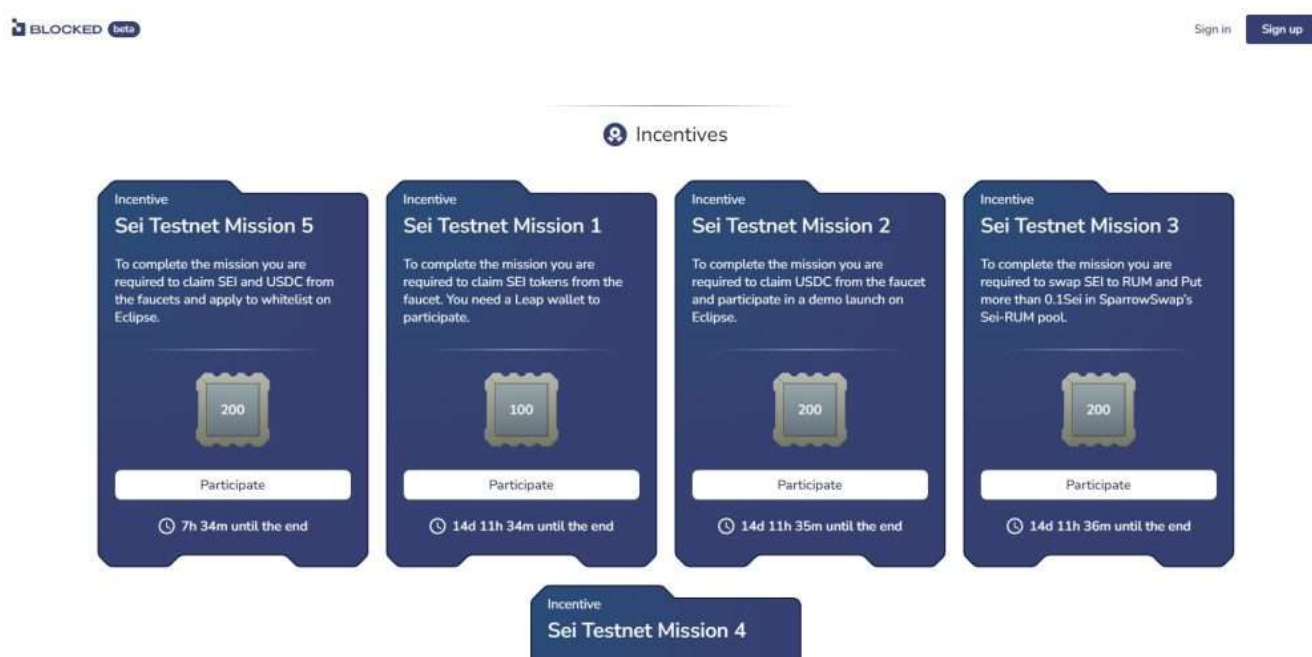 BLOCKED beta
Sign in
Sign up
Incentives
Incentive
Sei Testnet Mission 5
To complete the mission you are
required to claim SEI and USDC from
the faucets and apply to whitelist on
Eclipse.
200
Participate
7h 34m until the end
Incentive
Sei Testnet Mission 1
To complete the mission you are
required to claim SEI tokens from the
faucet. You need a Leap wallet to
participate.
100
Participate
14d 11h 34m until the end
Incentive
Sei Testnet Mission 2
To complete the mission you are
required to claim USDC from the faucet
and participate in a demo launch on
Eclipse.
200
Participate
14d 11h 35m until the end
Incentive
Sei Testnet Mission 3
To complete the mission you are
required to swap SEI to RUM and Put
more than 0.1Sei in SparrowSwap's
Sei-RUM pool.
200
Participate
14d 11h 36m until the end
Incentive
Sei Testnet Mission 4